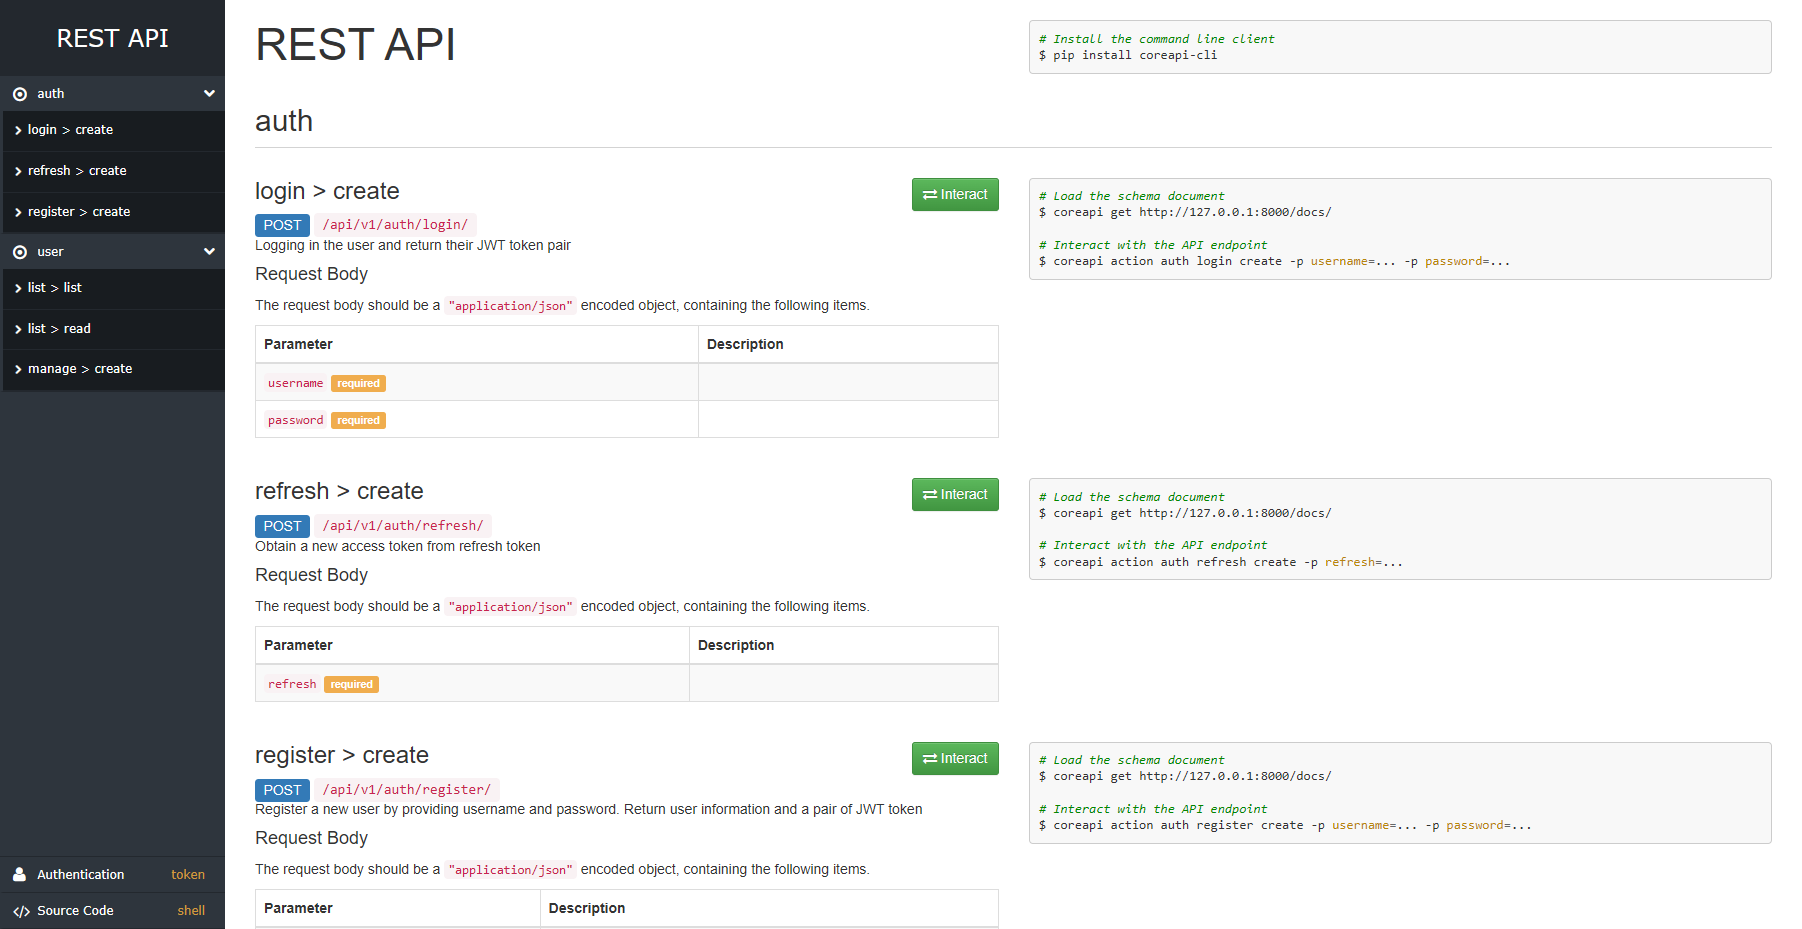 REST API
auth
login > create
refresh > create
register > create
user
list > list
list > read
manage > create
Authentication token
Source Code shell
REST API
# Install the command line client
$ pip install coreapi-cli
auth
login > create
Interact
POST /api/v1/auth/login/
Logging in the user and return their JWT token pair
Request Body
The request body should be a "application/json" encoded object, containing the following items.
Parameter Description
username required
password required
# Load the schema document
$ coreapi get http://127.0.0.1:8000/docs/
# Interact with the API endpoint
$ coreapi action auth login create -p username=... -p password=...
refresh > create
Interact
POST /api/v1/auth/refresh/
Obtain a new access token from refresh token
Request Body
The request body should be a "application/json" encoded object, containing the following items.
Parameter Description
refresh required
# Load the schema document
$ coreapi get http://127.0.0.1:8000/docs/
# Interact with the API endpoint
$ coreapi action auth refresh create -p refresh=...
register > create
Interact
POST /api/v1/auth/register/
Register a new user by providing username and password. Return user information and a pair of JWT token
Request Body
The request body should be a "application/json" encoded object, containing the following items.
Parameter Description
# Load the schema document
$ coreapi get http://127.0.0.1:8000/docs/
# Interact with the API endpoint
$ coreapi action auth register create -p username=... -p password=...